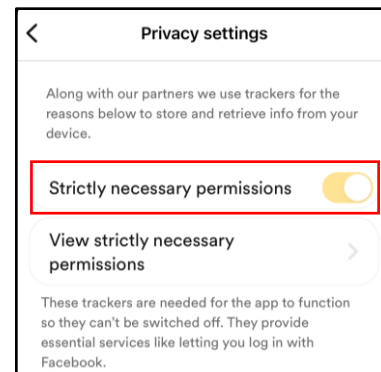 Privacy settings
Along with our partners we use trackers for the
reasons below to store and retrieve info from your
device.
Strictly necessary permissions
View strictly necessary
permissions
These trackers are needed for the app to function
so they can't be switched off. They provide
essential services like letting you log in with
Facebook.